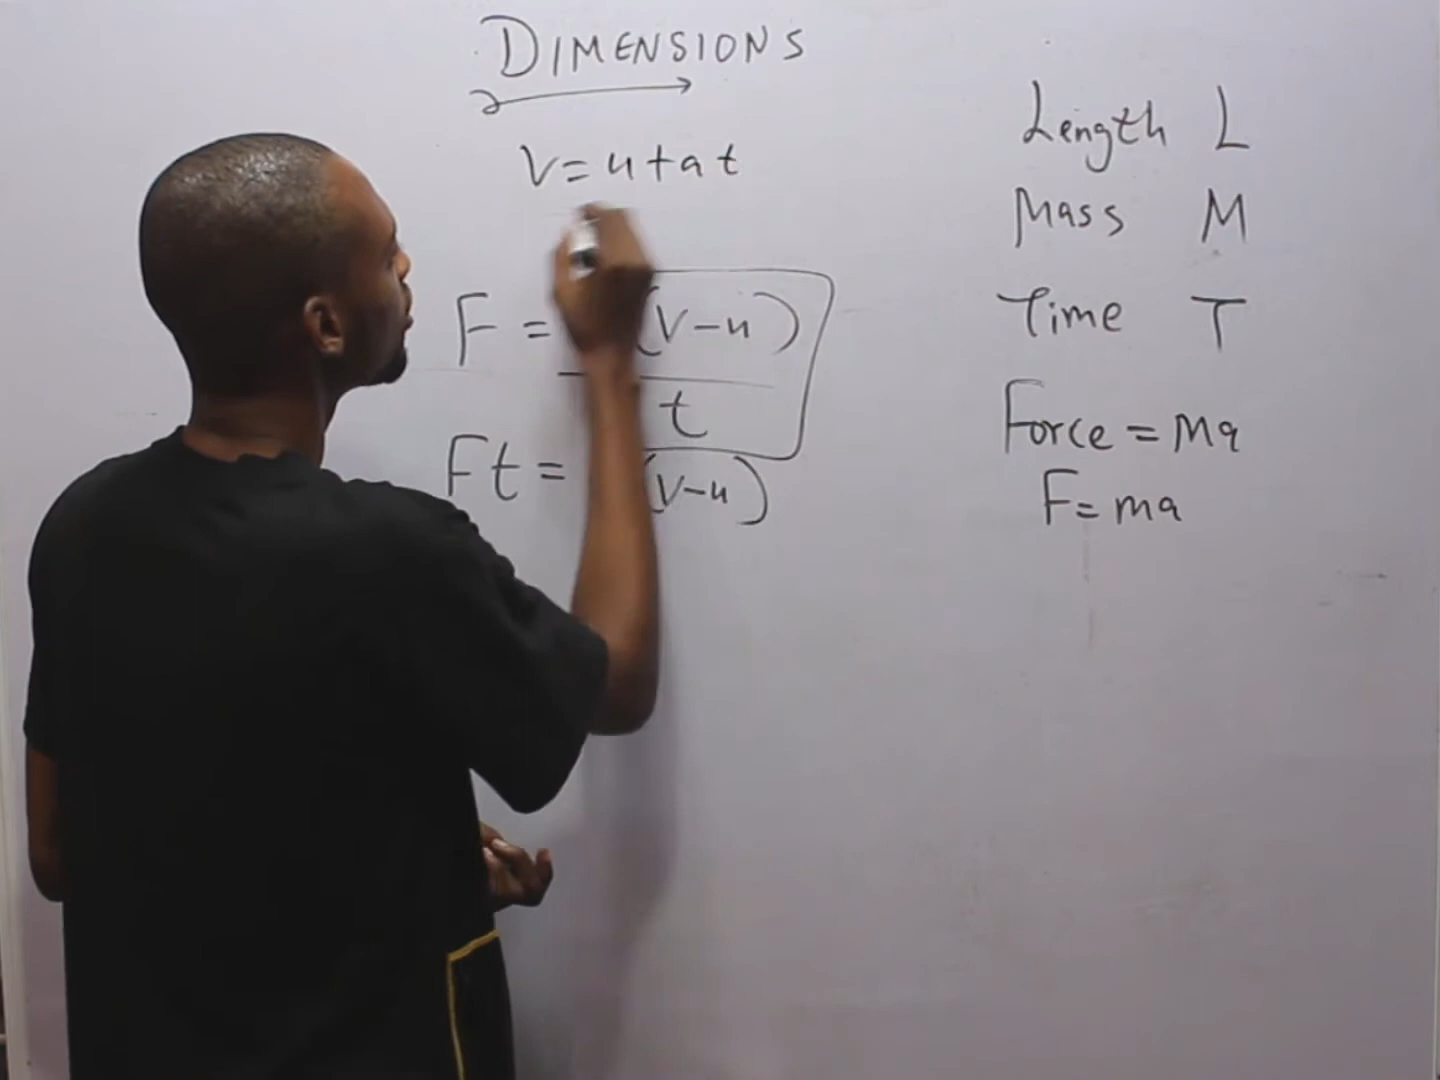 DIMENSIONS
v = u + at
F = (v-u)
t
Ft = (v-u)
Length L
Mass M
Time T
Force = ma
F = ma